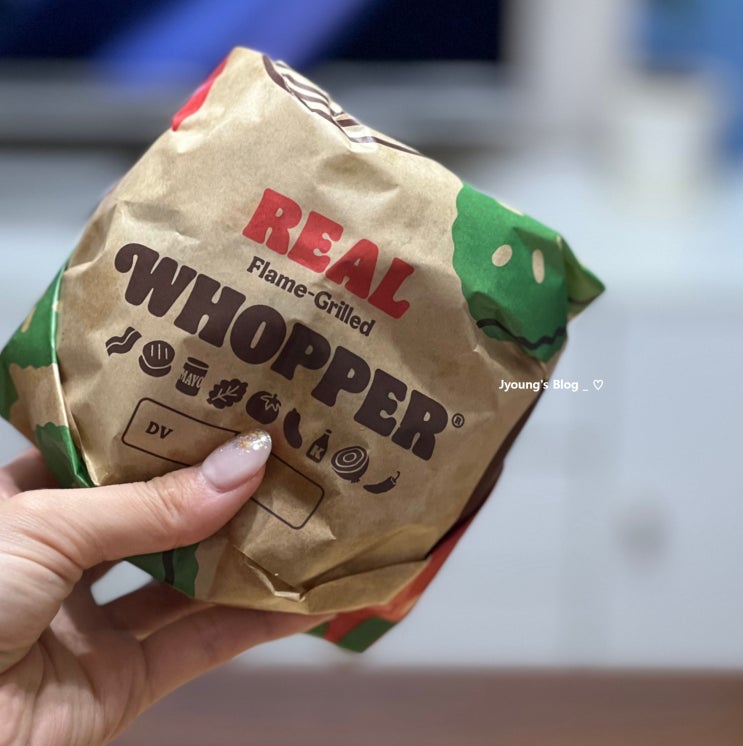 REAL
Flame-Grilled
WHOPPER®
MAYO
K
DV
Jyoung's Blog _ ♡